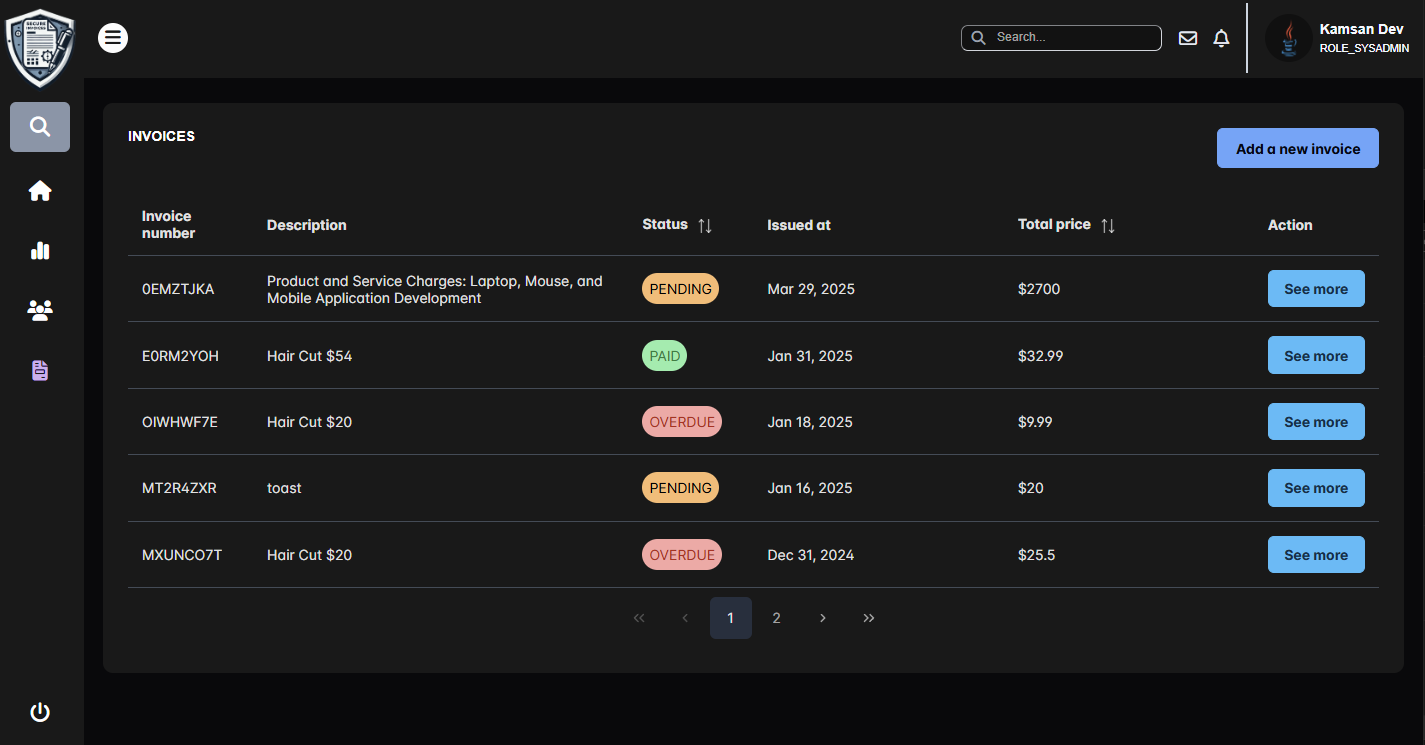 SECURE
INVOICES
Search...
Kamsan Dev
ROLE_SYSADMIN
INVOICES
Add a new invoice
Invoice
number
Description
Status
Issued at
Total price
Action
0EMZTJKA
Product and Service Charges: Laptop, Mouse, and
Mobile Application Development
PENDING
Mar 29, 2025
$2700
See more
E0RM2YOH
Hair Cut $54
PAID
Jan 31, 2025
$32.99
See more
OIWHWF7E
Hair Cut $20
OVERDUE
Jan 18, 2025
$9.99
See more
MT2R4ZXR
toast
PENDING
Jan 16, 2025
$20
See more
MXUNCO7T
Hair Cut $20
OVERDUE
Dec 31, 2024
$25.5
See more
1
2